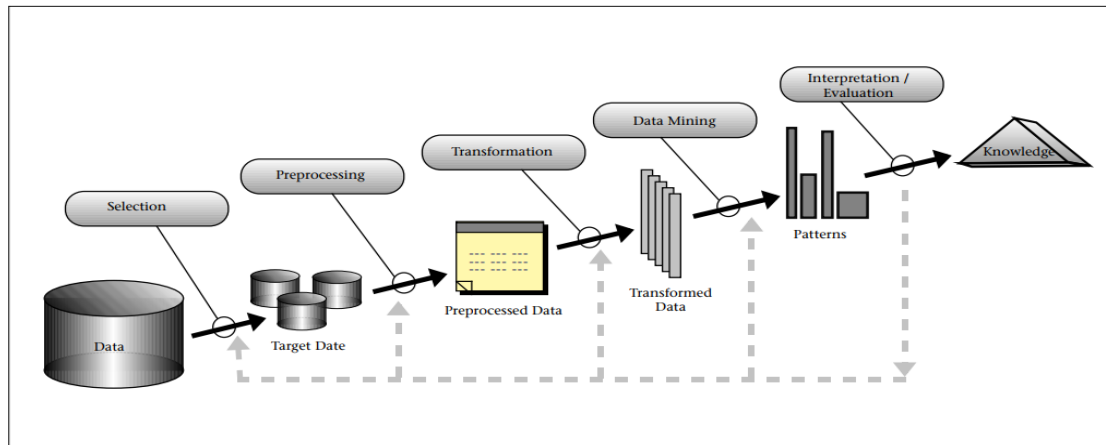 Interpretation /
Evaluation
Data Mining
Transformation
Preprocessing
Selection
Data
Target Date
Preprocessed Data
Transformed
Data
Patterns
Knowledge